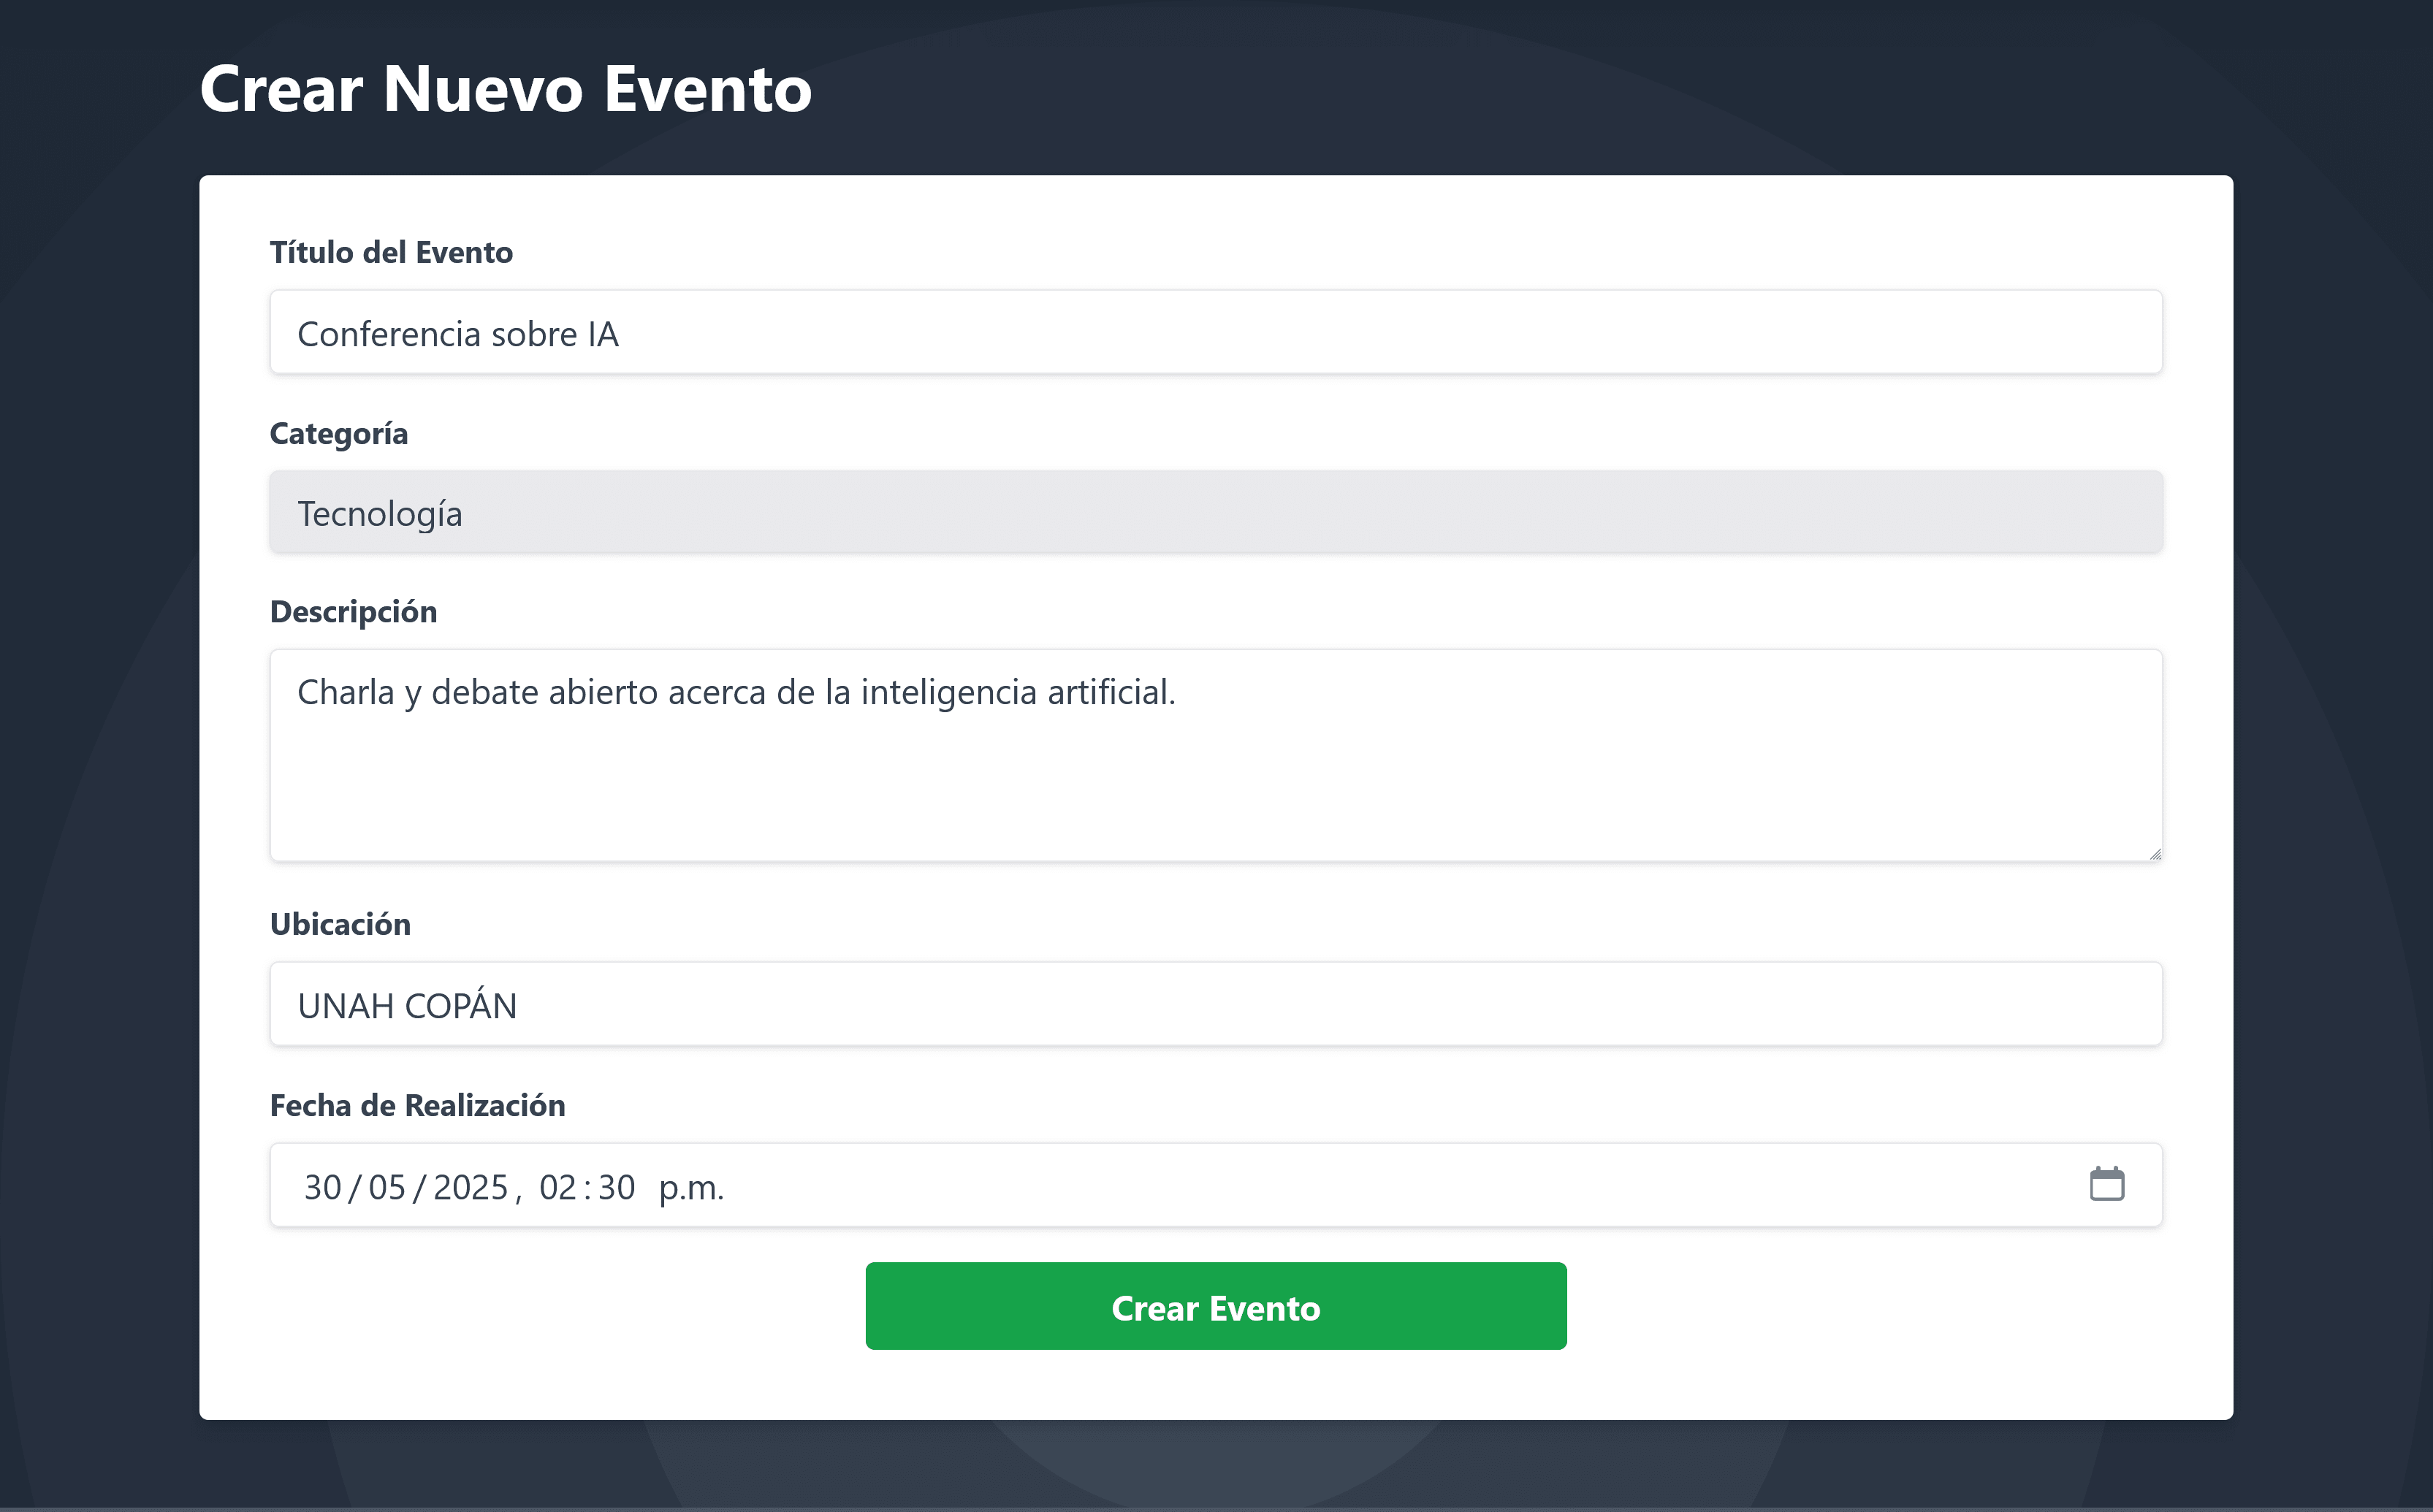 Crear Nuevo Evento
Título del Evento
Conferencia sobre IA
Categoría
Tecnología
Descripción
Charla y debate abierto acerca de la inteligencia artificial.
Ubicación
UNAH COPÁN
Fecha de Realización
30/05/2025, 02:30 p.m.
Crear Evento